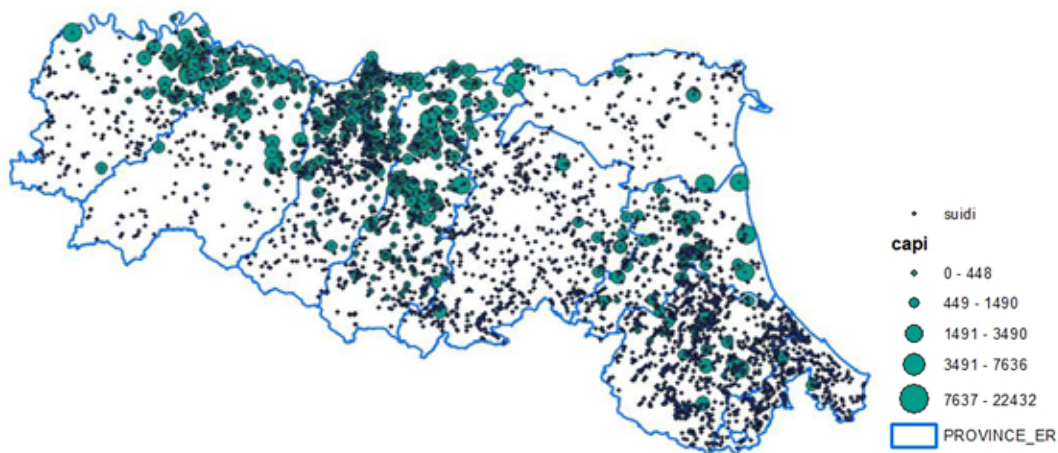 suidi
capi
0 - 448
449 - 1490
1491 - 3490
3491 - 7636
7637 - 22432
PROVINCE_ER